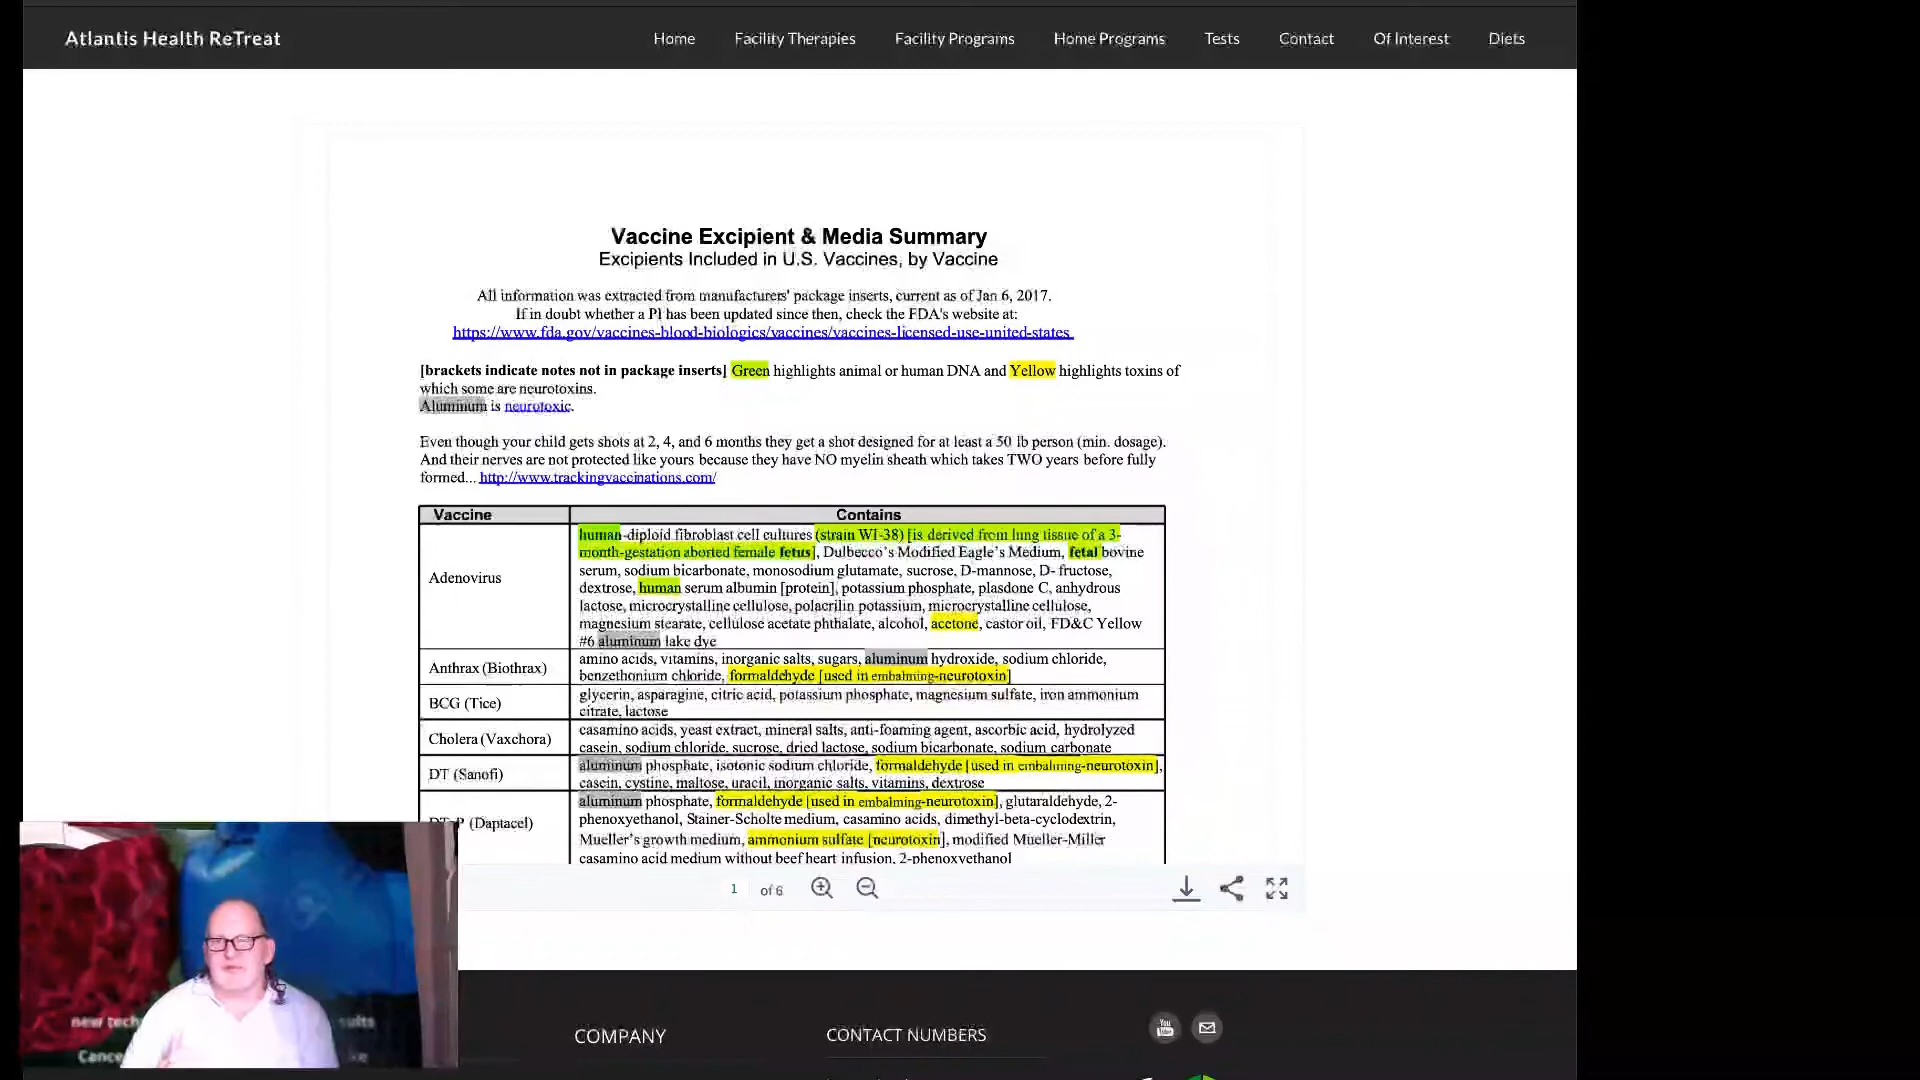 Atlantis Health ReTreat
Home Facility Therapies Facility Programs Home Programs Tests Contact Of Interest Diets
Vaccine Excipient & Media Summary
Excipients Included in U.S. Vaccines, by Vaccine
All information was extracted from manufacturers' package inserts, current as of Jan 6, 2017.
If in doubt whether a PI has been updated since then, check the FDA's website at:
https://www.fda.gov/vaccines-blood-biologics/vaccines/vaccines-licensed-use-united-states
[brackets indicate notes not in package inserts] Green highlights animal or human DNA and Yellow highlights toxins of
which some are neurotoxins.
Aluminum is neurotoxic.
Even though your child gets shots at 2, 4, and 6 months they get a shot designed for at least a 50 lb person (min. dosage).
And their nerves are not protected like yours because they have NO myelin sheath which takes TWO years before fully
formed... http://www.trackingvaccinations.com/
Vaccine Contains
Adenovirus
human-diploid fibroblast cell cultures (strain WI-38) [is derived from lung tissue of a 3-
month-gestation aborted female fetus], Dulbecco's Modified Eagle's Medium, fetal bovine
serum, sodium bicarbonate, monosodium glutamate, sucrose, D-mannose, D- fructose,
dextrose, human serum albumin [protein], potassium phosphate, plasdone C, anhydrous
lactose, microcrystalline cellulose, polacrilin potassium, microcrystalline cellulose,
magnesium stearate, cellulose acetate phthalate, alcohol, acetone, castor oil, FD&C Yellow
#6 aluminum lake dye
Anthrax (Biothrax)
amino acids, vitamins, inorganic salts, sugars, aluminum hydroxide, sodium chloride,
benzethonium chloride, formaldehyde [used in embalming-neurotoxin]
BCG (Tice)
glycerin, asparagine, citric acid, potassium phosphate, magnesium sulfate, iron ammonium
citrate, lactose
Cholera (Vaxchora)
casamino acids, yeast extract, mineral salts, anti-foaming agent, ascorbic acid, hydrolyzed
casein, sodium chloride, sucrose, dried lactose, sodium bicarbonate, sodium carbonate
DT (Sanofi)
aluminum phosphate, isotonic sodium chloride, formaldehyde [used in embalming-neurotoxin],
casein, cystine, maltose, uracil, inorganic salts, vitamins, dextrose
(Daptacel)
aluminum phosphate, formaldehyde [used in embalming-neurotoxin], glutaraldehyde, 2-
phenoxyethanol, Stainer-Scholte medium, casamino acids, dimethyl-beta-cyclodextrin,
Mueller's growth medium, ammonium sulfate [neurotoxin], modified Mueller-Miller
casamino acid medium without beef heart infusion, 2-phenoxyethanol
1 of 6
new tech
COMPANY
CONTACT NUMBERS
You